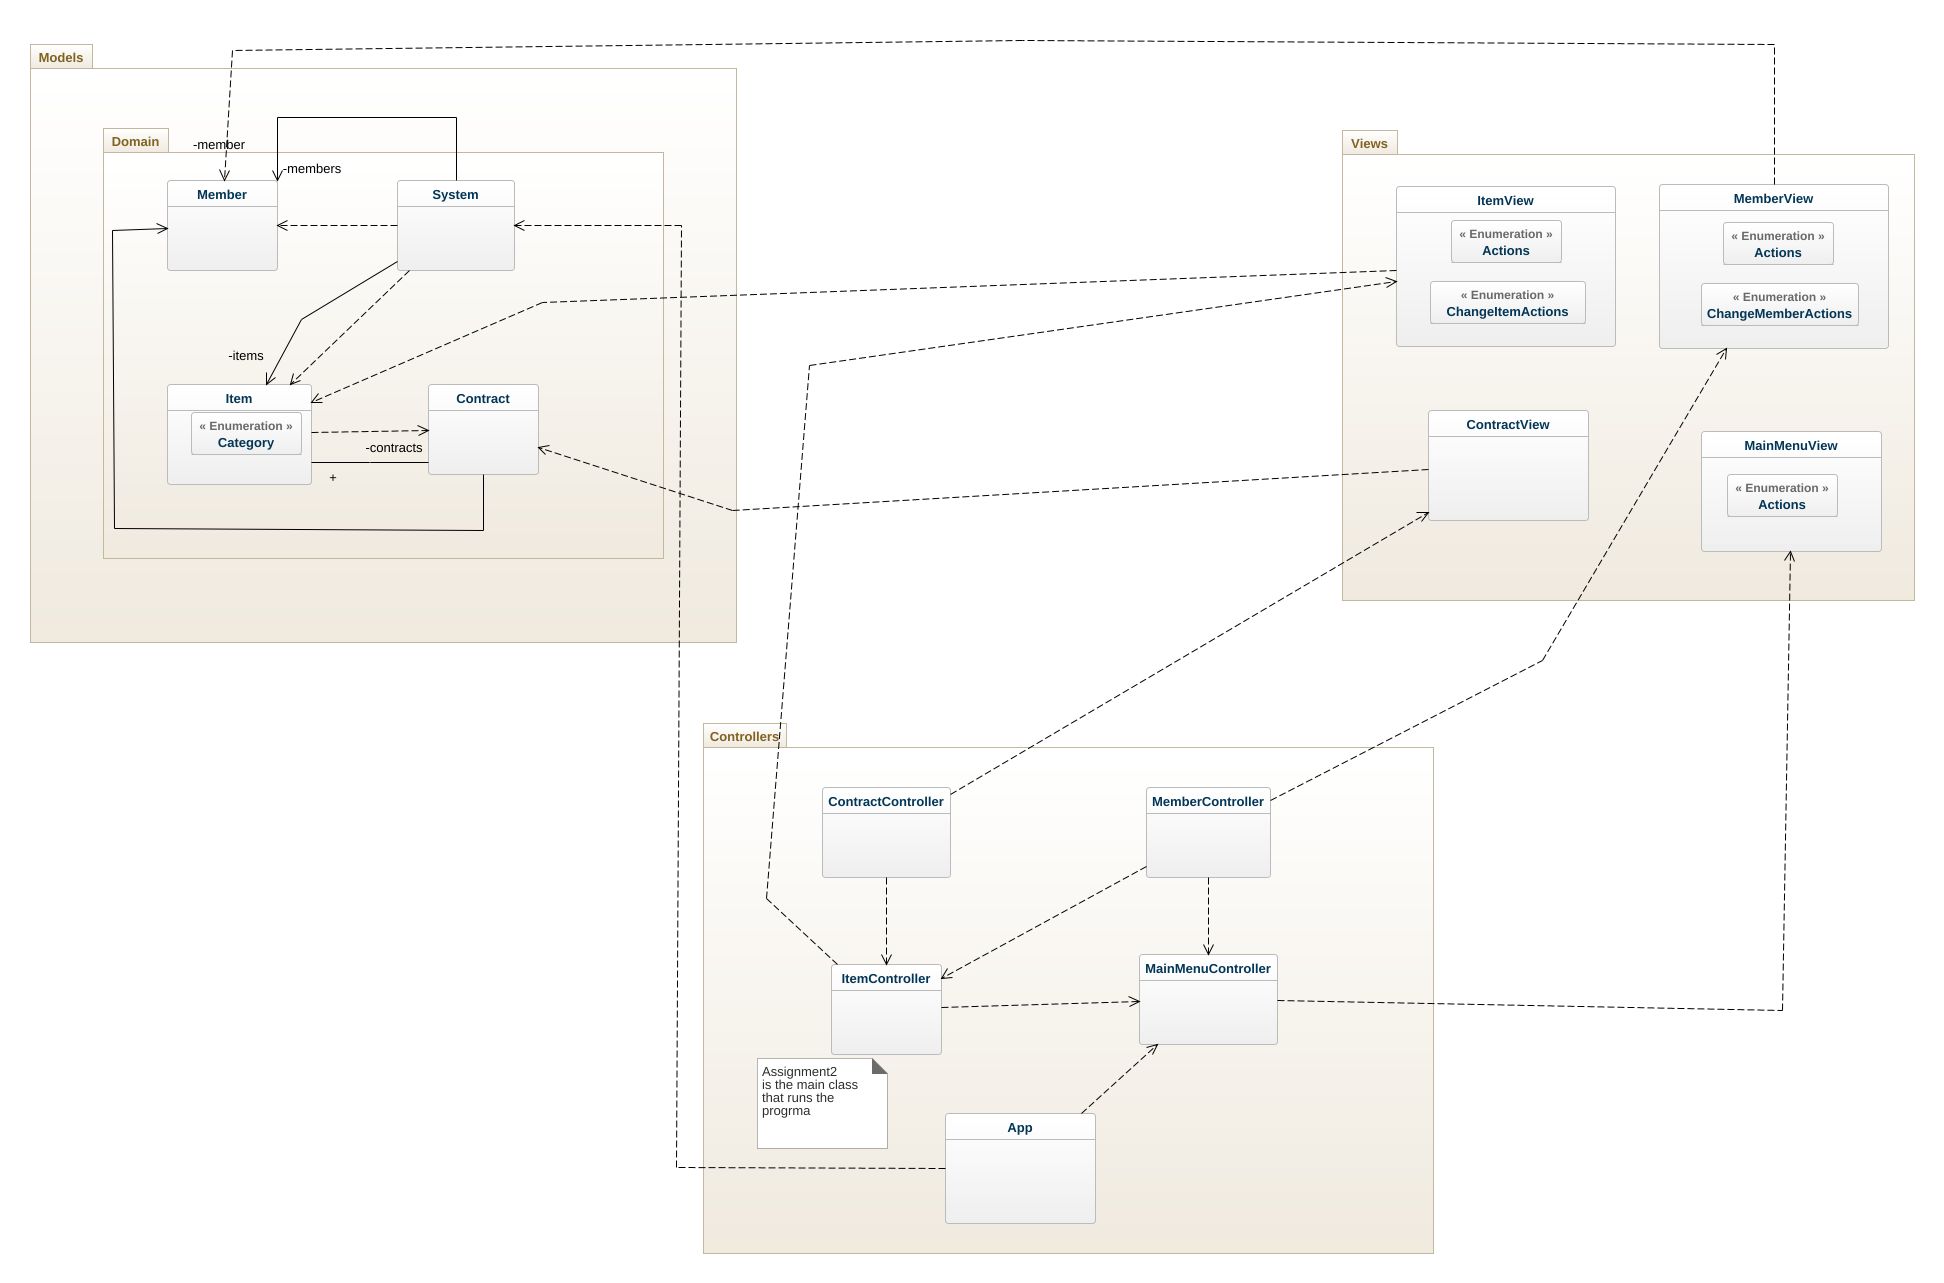 Models
Domain
-member
-members
Member
System
-items
Item
« Enumeration »
Category
Contract
-contracts
+
Views
ItemView
« Enumeration »
Actions
« Enumeration »
ChangeItemActions
MemberView
« Enumeration »
Actions
« Enumeration »
ChangeMemberActions
ContractView
MainMenuView
« Enumeration »
Actions
Controllers
ContractController
MemberController
ItemController
MainMenuController
Assignment2
is the main class
that runs the
progrma
App